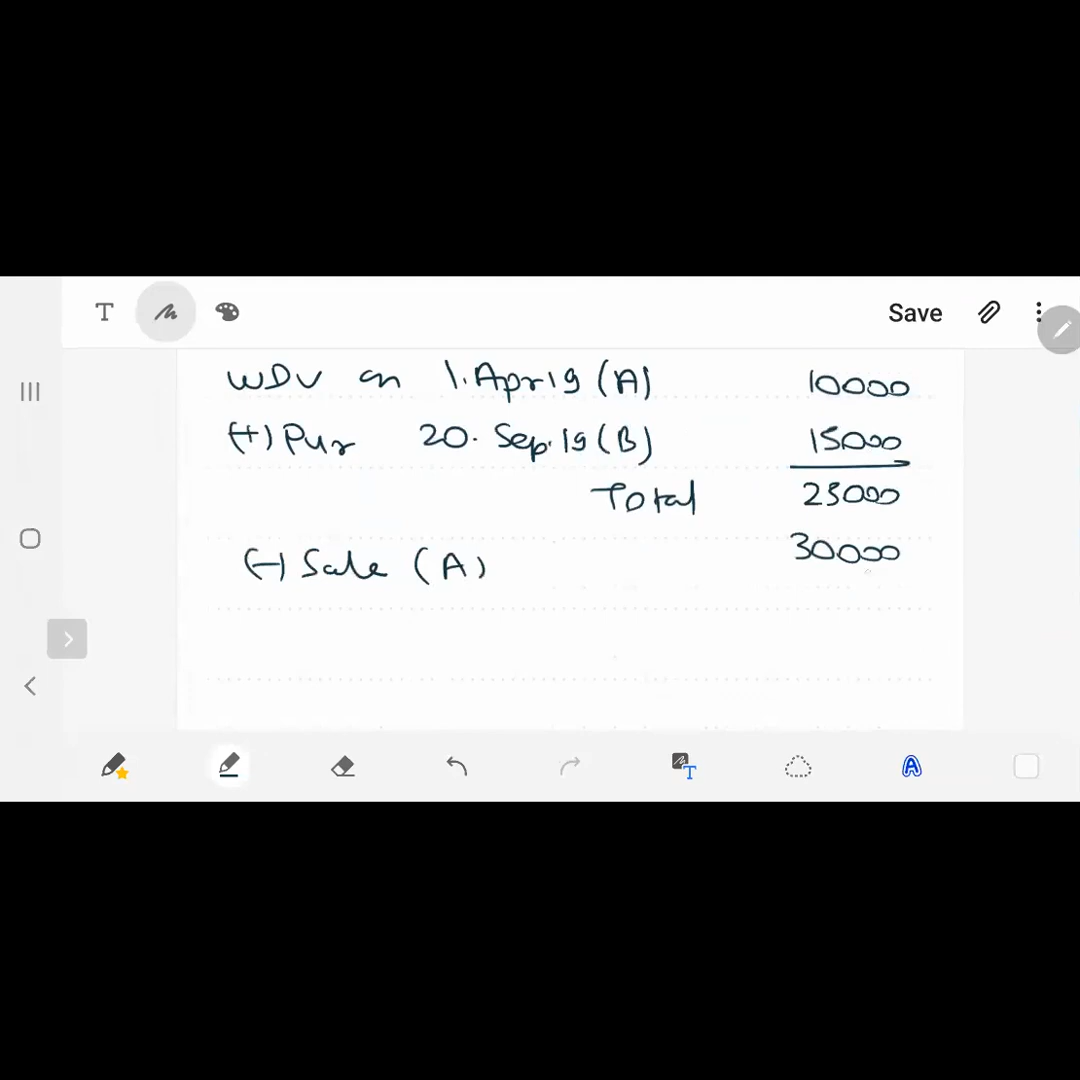 T Save
WDV on 1. Apr 19 (A) 10000
(+) Pur 20. Sep. 19 (B) 15000
Total 25000
(-) Sale (A) 30000